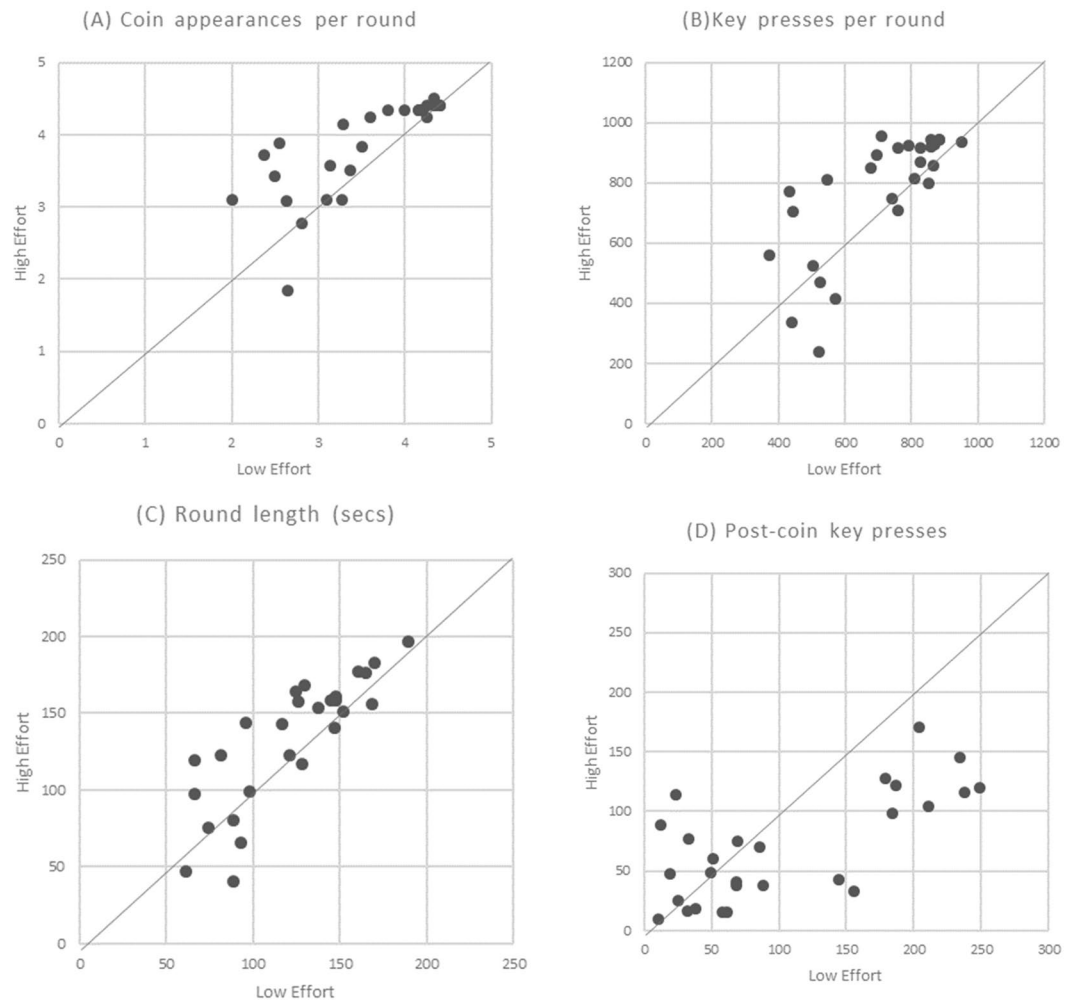 (A) Coin appearances per round
5
4
3
2
1
0
High Effort
0 1 2 3 4 5
Low Effort
(B)Key presses per round
1200
1000
800
600
400
200
0
High Effort
0 200 400 600 800 1000 1200
Low Effort
(C) Round length (secs)
250
200
150
100
50
0
High Effort
0 50 100 150 200 250
Low Effort
(D) Post-coin key presses
300
250
200
150
100
50
0
High Effort
0 50 100 150 200 250 300
Low Effort